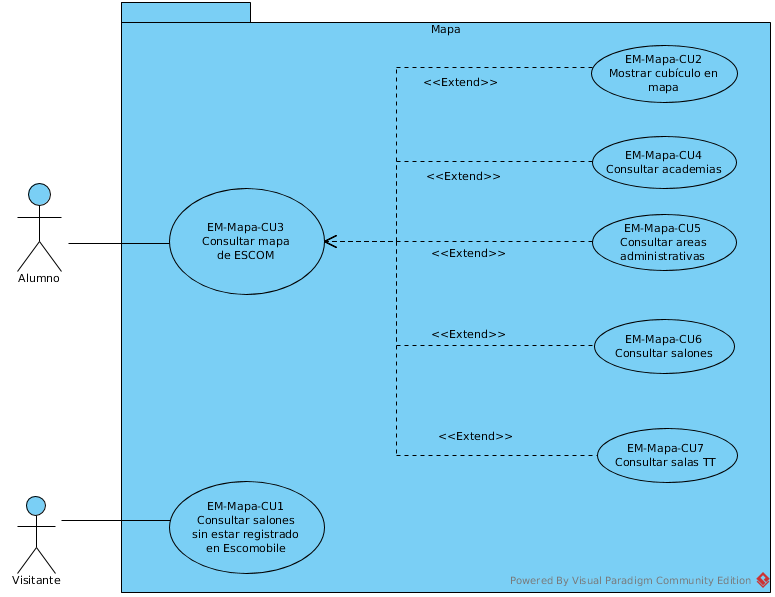 Mapa
EM-Mapa-CU2
Mostrar cubículo en
mapa
<<Extend>>
EM-Mapa-CU4
Consultar academias
<<Extend>>
EM-Mapa-CU3
Consultar mapa
de ESCOM
EM-Mapa-CU5
Consultar areas
administrativas
<<Extend>>
Alumno
<<Extend>>
EM-Mapa-CU6
Consultar salones
<<Extend>>
EM-Mapa-CU7
Consultar salas TT
EM-Mapa-CU1
Consultar salones
sin estar registrado
en Escomobile
Visitante
Powered By Visual Paradigm Community Edition